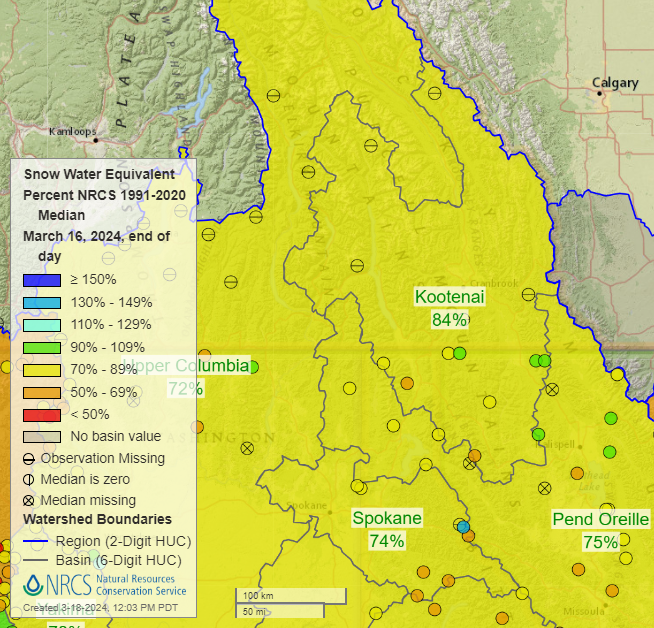 Calgary
PLATEA
Kamloops
Snow Water Equivalent
Percent NRCS 1991-2020
Median
March 16, 2024, end of
day
≥ 150%
130% - 149%
110% - 129%
90% - 109%
70% - 89%
50% - 69%
< 50%
No basin value
Observation Missing
Median is zero
Median missing
Watershed Boundaries
Region (2-Digit HUC)
Basin (6-Digit HUC)
NRCS Natural Resources
Conservation Service
Created 3-18-2024, 12:03 PM PDT
Cranbrook
Kootenai
84%
Upper Columbia
72%
WASHINGTON
Kalispell
Spokane
Spokane
74%
Pend Oreille
75%
100 km
50 mi
Missoula
Yakima